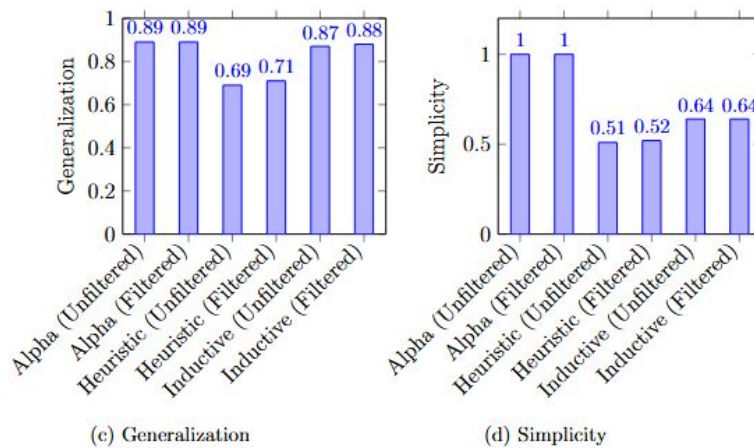 Generalization
1
0.8
0.6
0.4
0.2
0
0.89
0.89
0.69
0.71
0.87
0.88
Alpha (Unfiltered)
Alpha (Filtered)
Heuristic (Unfiltered)
Heuristic (Filtered)
Inductive (Unfiltered)
Inductive (Filtered)
(c) Generalization
Simplicity
1
0.5
0
1
1
0.51
0.52
0.64
0.64
Alpha (Unfiltered)
Alpha (Filtered)
Heuristic (Unfiltered)
Heuristic (Filtered)
Inductive (Unfiltered)
Inductive (Filtered)
(d) Simplicity